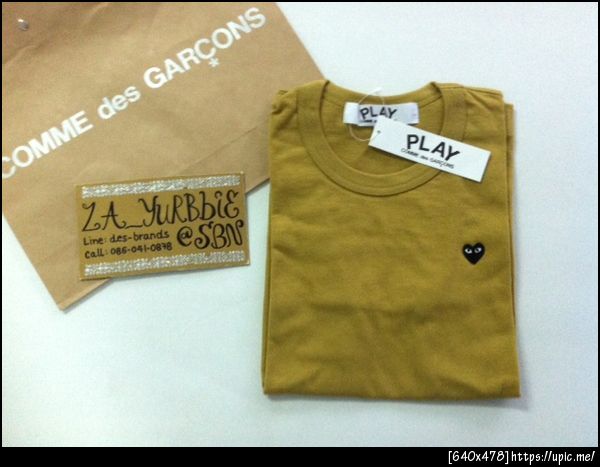 COMME des GARÇONS
*
ZA_YuRBbiE
Line: des-brands @SBN
Call: 086-041-0878
PLAY
COMME des GARÇONS
PLAY
COMME des GARÇONS
[640x478]https://upic.me/